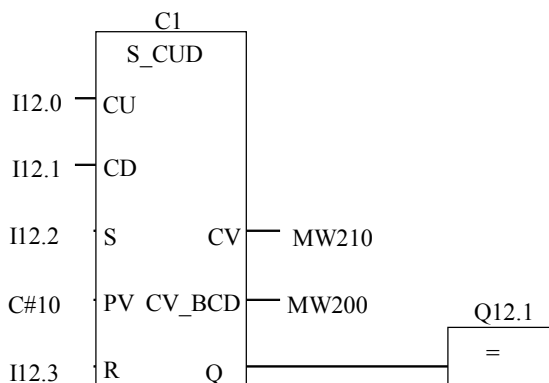 C1
S_CUD
I12.0 CU
I12.1 CD
I12.2 S CV MW210
C#10 PV CV_BCD MW200
Q12.1
=
I12.3 R Q